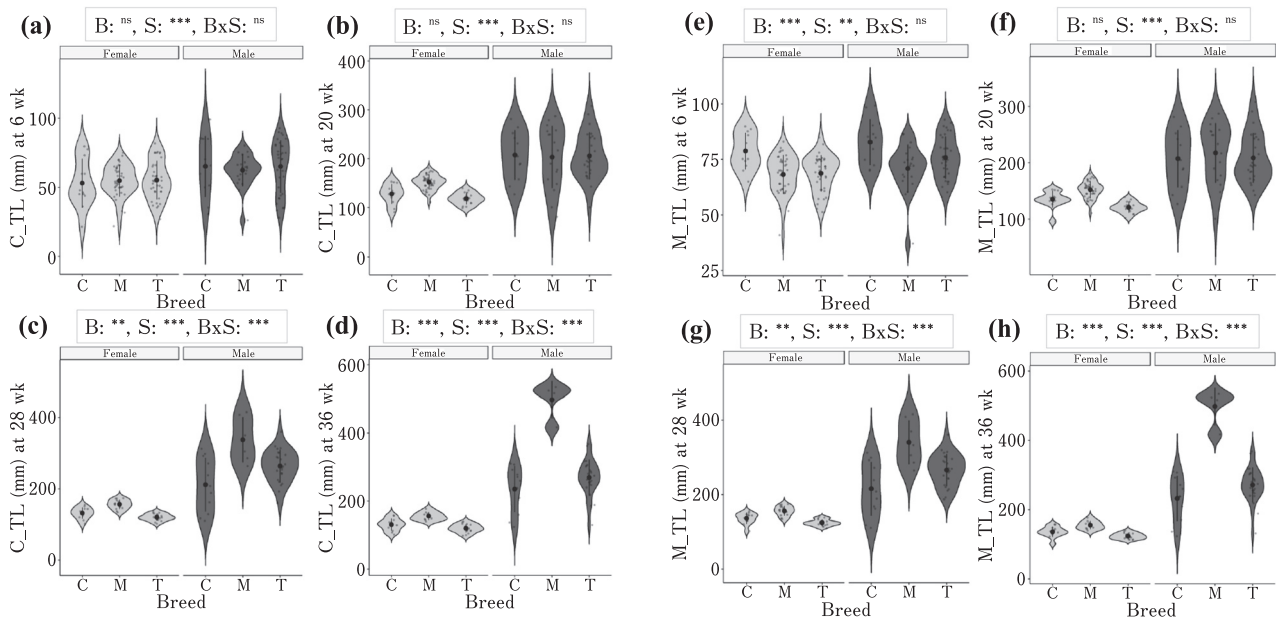 (a)
B: ns, S: ***, BxS: ns
Female
Male
C_TL (mm) at 6 wk
100
50
0
C M T C M T
Breed
(b)
B: ns, S: ***, BxS: ns
Female
Male
C_TL (mm) at 20 wk
400
300
200
100
0
C M T C M T
Breed
(e)
B: ***, S: **, BxS: ns
Female
Male
M_TL (mm) at 6 wk
100
75
50
25
C M T C M T
Breed
(f)
B: ns, S: ***, BxS: ns
Female
Male
M_TL (mm) at 20 wk
300
200
100
C M T C M T
Breed
(c)
B: **, S: ***, BxS: ***
Female
Male
C_TL (mm) at 28 wk
400
200
0
C M T C M T
Breed
(d)
B: ***, S: ***, BxS: ***
Female
Male
C_TL (mm) at 36 wk
600
400
200
0
C M T C M T
Breed
(g)
B: **, S: ***, BxS: ***
Female
Male
M_TL (mm) at 28 wk
400
200
0
C M T C M T
Breed
(h)
B: ***, S: ***, BxS: ***
Female
Male
M_TL (mm) at 36 wk
600
400
200
0
C M T C M T
Breed